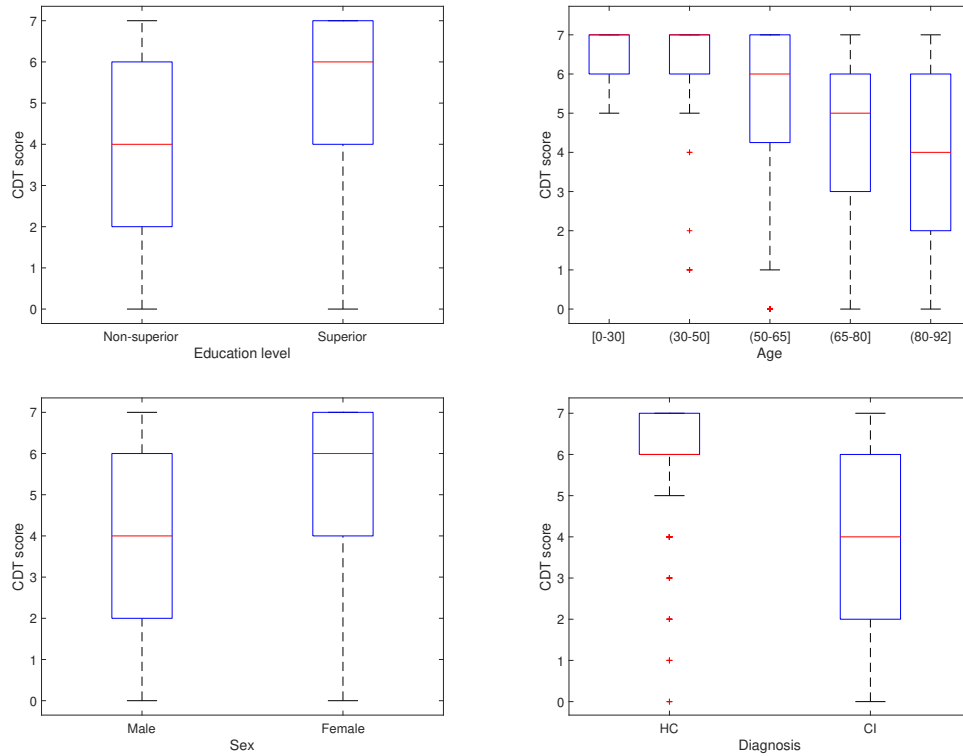 7
6
5
4
3
2
1
0
CDT score
Non-superior Superior
Education level
7
6
5
4
3
2
1
0
CDT score
[0-30] (30-50] (50-65] (65-80] (80-92]
Age
7
6
5
4
3
2
1
0
CDT score
Male Female
Sex
7
6
5
4
3
2
1
0
CDT score
HC CI
Diagnosis